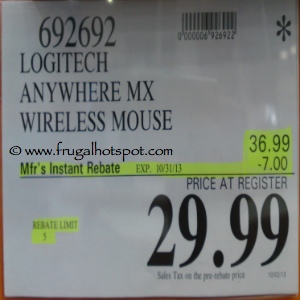 692692
000000692692
LOGITECH
ANYWHERE MX
WIRELESS MOUSE
© www.frugalhotspot.com
36.99
Mfr's Instant Rebate EXP. 10/31/13 -7.00
PRICE AT REGISTER
REBATE LIMIT
5
29.99
Sales Tax on the pre-rebate price